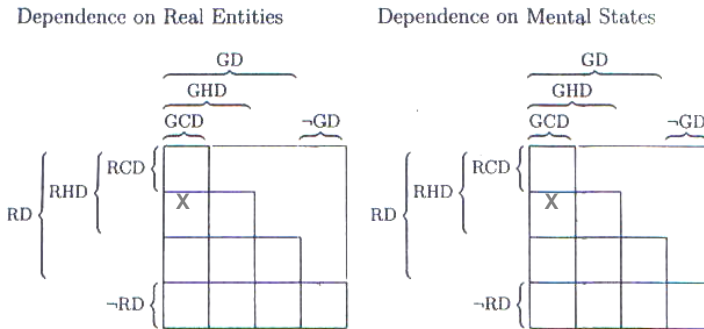 Dependence on Real Entities
GD
GHD
GCD ¬GD
RCD
RHD
X
RD
¬RD
Dependence on Mental States
GD
GHD
GCD ¬GD
RCD
RHD
X
RD
¬RD